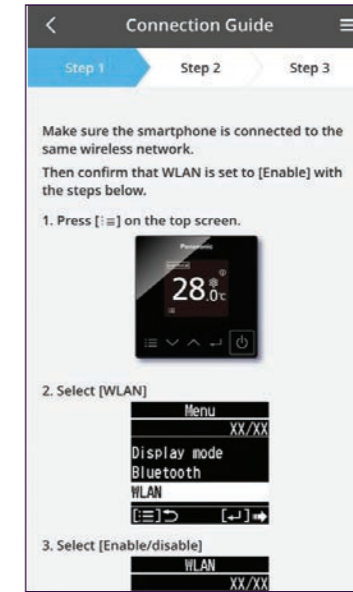 Connection Guide
Step 1
Step 2
Step 3
Make sure the smartphone is connected to the
same wireless network.
Then confirm that WLAN is set to [Enable] with
the steps below.
1. Press [⁝≡] on the top screen.
Panasonic
28.0℃
2. Select [WLAN]
Menu
XX/XX
Display mode
Bluetooth
WLAN
[⁝≡]⮌ [↵]➡
3. Select [Enable/disable]
WLAN
XX/XX